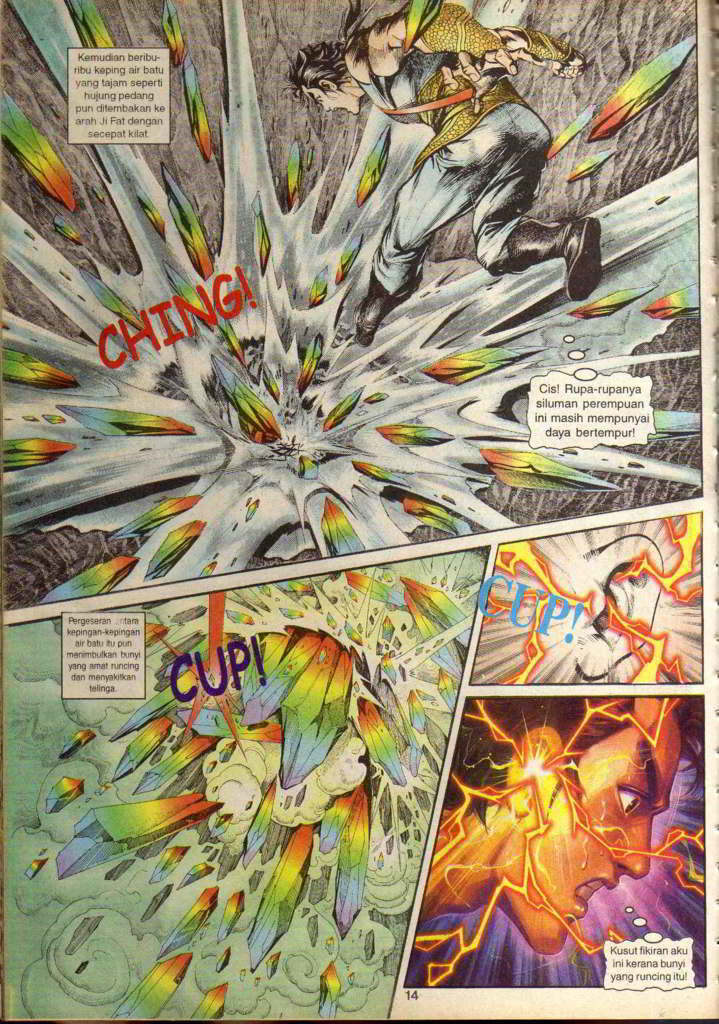 Kemudian beribu-
ribu keping air batu
yang tajam seperti
hujung pedang
pun ditembakan ke
arah Ji Fat dengan
secepat kilat.
CHING!
Cis! Rupa-rupanya
siluman perempuan
ini masih mempunyai
daya bertempur!
Pergeseran antara
kepingan-kepingan
air batu itu pun
menimbulkan bunyi
yang amat runcing
dan menyakitkan
telinga.
CUP!
CUP!
Kusut fikiran aku
ini kerana bunyi
yang runcing itu!
14